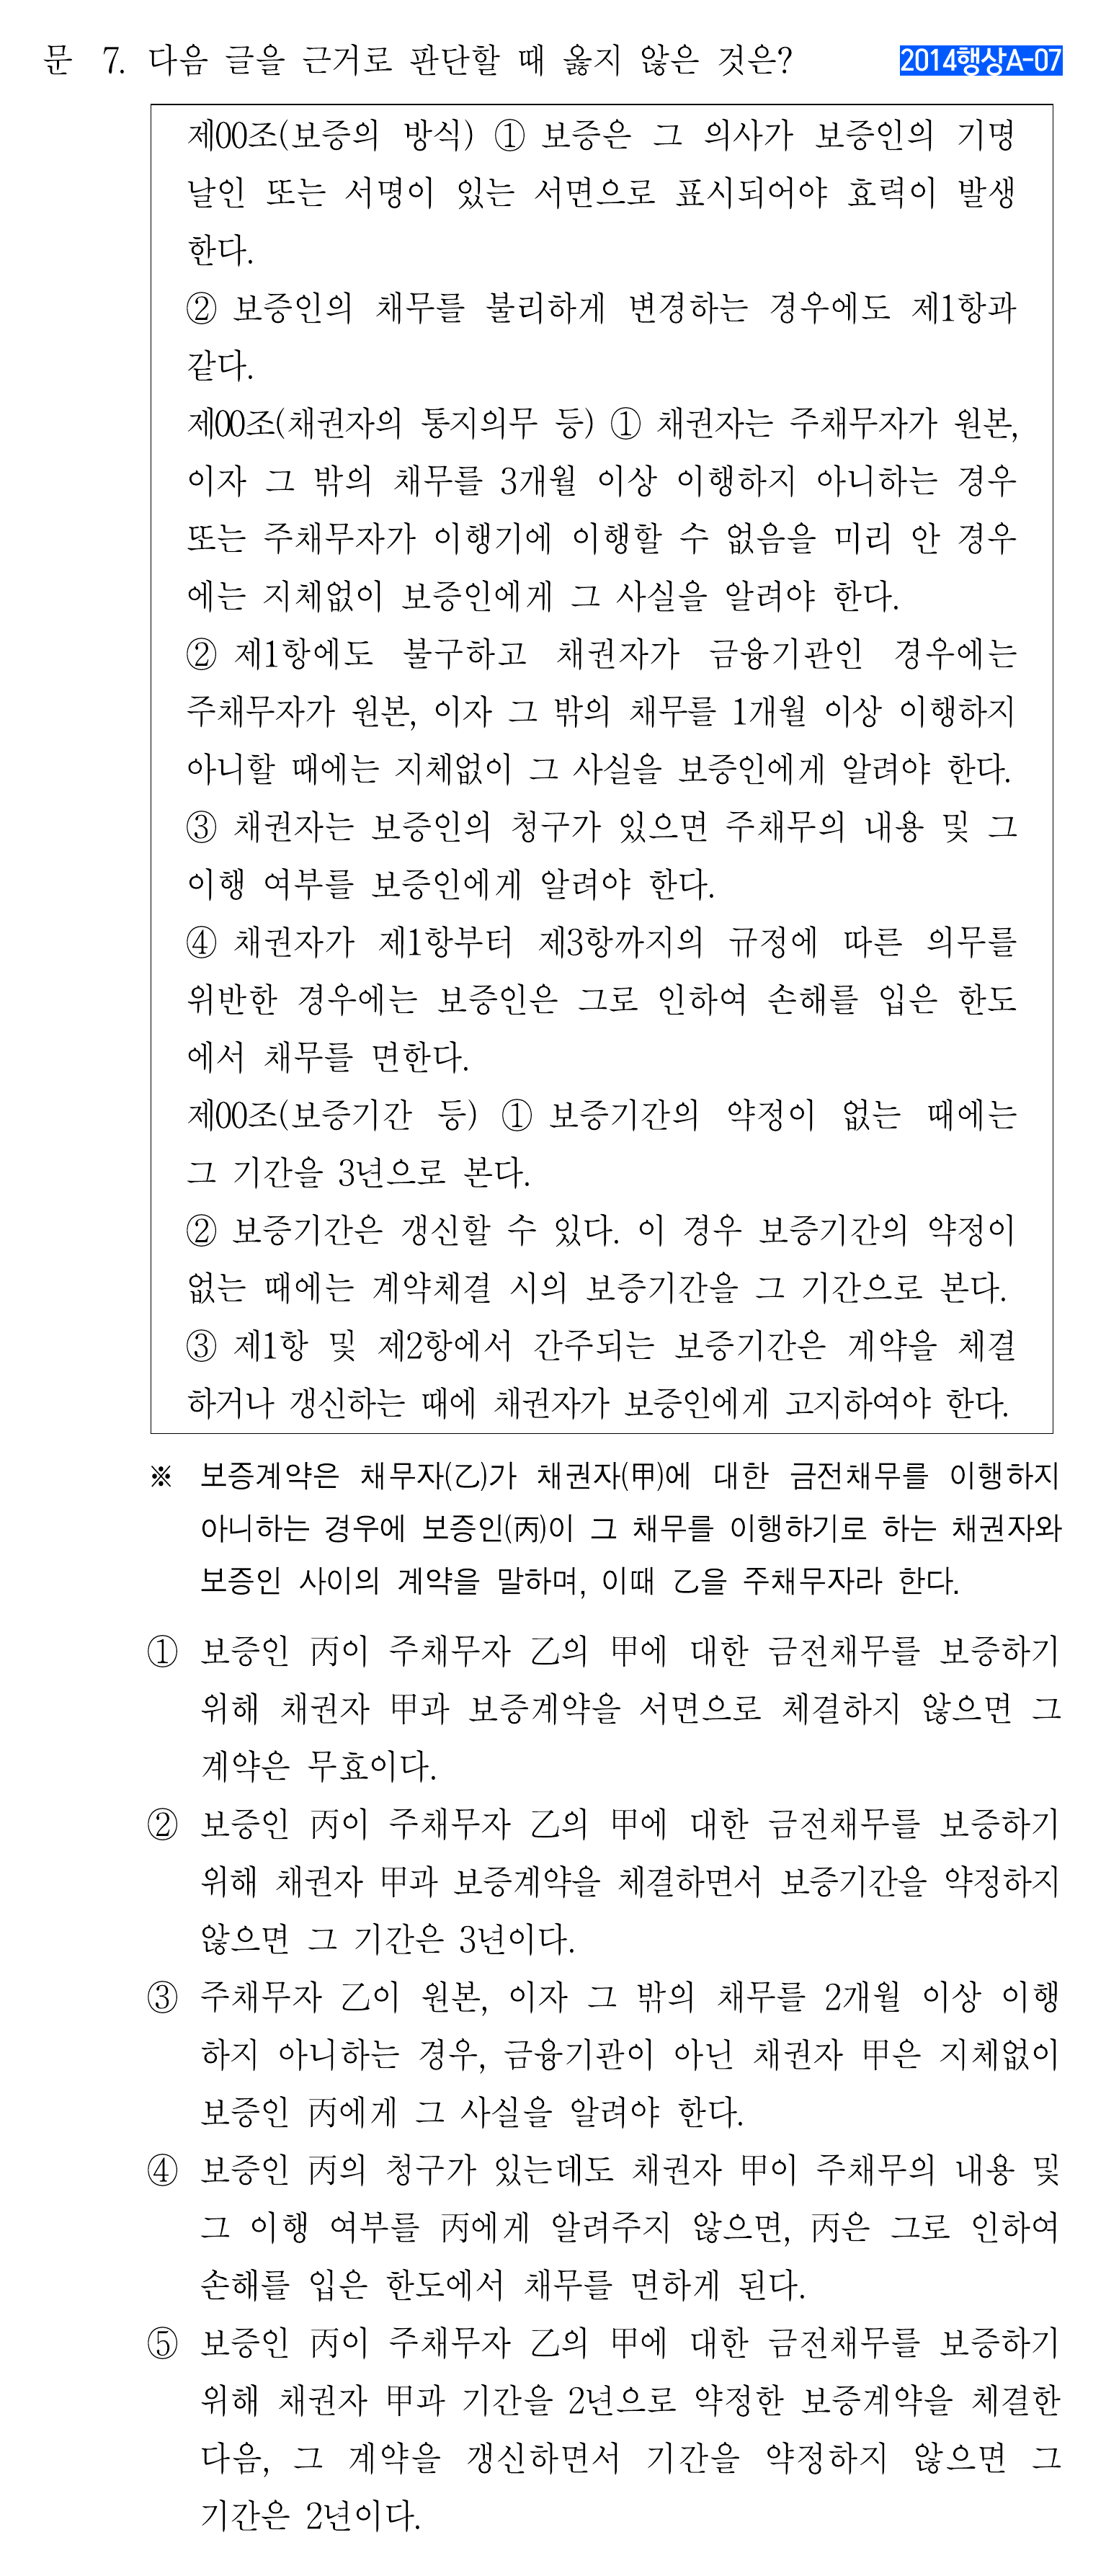 문 7. 다음 글을 근거로 판단할 때 옳지 않은 것은? 2014행상A-07
제00조(보증의 방식) ① 보증은 그 의사가 보증인의 기명
날인 또는 서명이 있는 서면으로 표시되어야 효력이 발생
한다.
② 보증인의 채무를 불리하게 변경하는 경우에도 제1항과
같다.
제00조(채권자의 통지의무 등) ① 채권자는 주채무자가 원본,
이자 그 밖의 채무를 3개월 이상 이행하지 아니하는 경우
또는 주채무자가 이행기에 이행할 수 없음을 미리 안 경우
에는 지체없이 보증인에게 그 사실을 알려야 한다.
② 제1항에도 불구하고 채권자가 금융기관인 경우에는
주채무자가 원본, 이자 그 밖의 채무를 1개월 이상 이행하지
아니할 때에는 지체없이 그 사실을 보증인에게 알려야 한다.
③ 채권자는 보증인의 청구가 있으면 주채무의 내용 및 그
이행 여부를 보증인에게 알려야 한다.
④ 채권자가 제1항부터 제3항까지의 규정에 따른 의무를
위반한 경우에는 보증인은 그로 인하여 손해를 입은 한도
에서 채무를 면한다.
제00조(보증기간 등) ① 보증기간의 약정이 없는 때에는
그 기간을 3년으로 본다.
② 보증기간은 갱신할 수 있다. 이 경우 보증기간의 약정이
없는 때에는 계약체결 시의 보증기간을 그 기간으로 본다.
③ 제1항 및 제2항에서 간주되는 보증기간은 계약을 체결
하거나 갱신하는 때에 채권자가 보증인에게 고지하여야 한다.
※ 보증계약은 채무자(乙)가 채권자(甲)에 대한 금전채무를 이행하지
아니하는 경우에 보증인(丙)이 그 채무를 이행하기로 하는 채권자와
보증인 사이의 계약을 말하며, 이때 乙을 주채무자라 한다.
① 보증인 丙이 주채무자 乙의 甲에 대한 금전채무를 보증하기
위해 채권자 甲과 보증계약을 서면으로 체결하지 않으면 그
계약은 무효이다.
② 보증인 丙이 주채무자 乙의 甲에 대한 금전채무를 보증하기
위해 채권자 甲과 보증계약을 체결하면서 보증기간을 약정하지
않으면 그 기간은 3년이다.
③ 주채무자 乙이 원본, 이자 그 밖의 채무를 2개월 이상 이행
하지 아니하는 경우, 금융기관이 아닌 채권자 甲은 지체없이
보증인 丙에게 그 사실을 알려야 한다.
④ 보증인 丙의 청구가 있는데도 채권자 甲이 주채무의 내용 및
그 이행 여부를 丙에게 알려주지 않으면, 丙은 그로 인하여
손해를 입은 한도에서 채무를 면하게 된다.
⑤ 보증인 丙이 주채무자 乙의 甲에 대한 금전채무를 보증하기
위해 채권자 甲과 기간을 2년으로 약정한 보증계약을 체결한
다음, 그 계약을 갱신하면서 기간을 약정하지 않으면 그
기간은 2년이다.